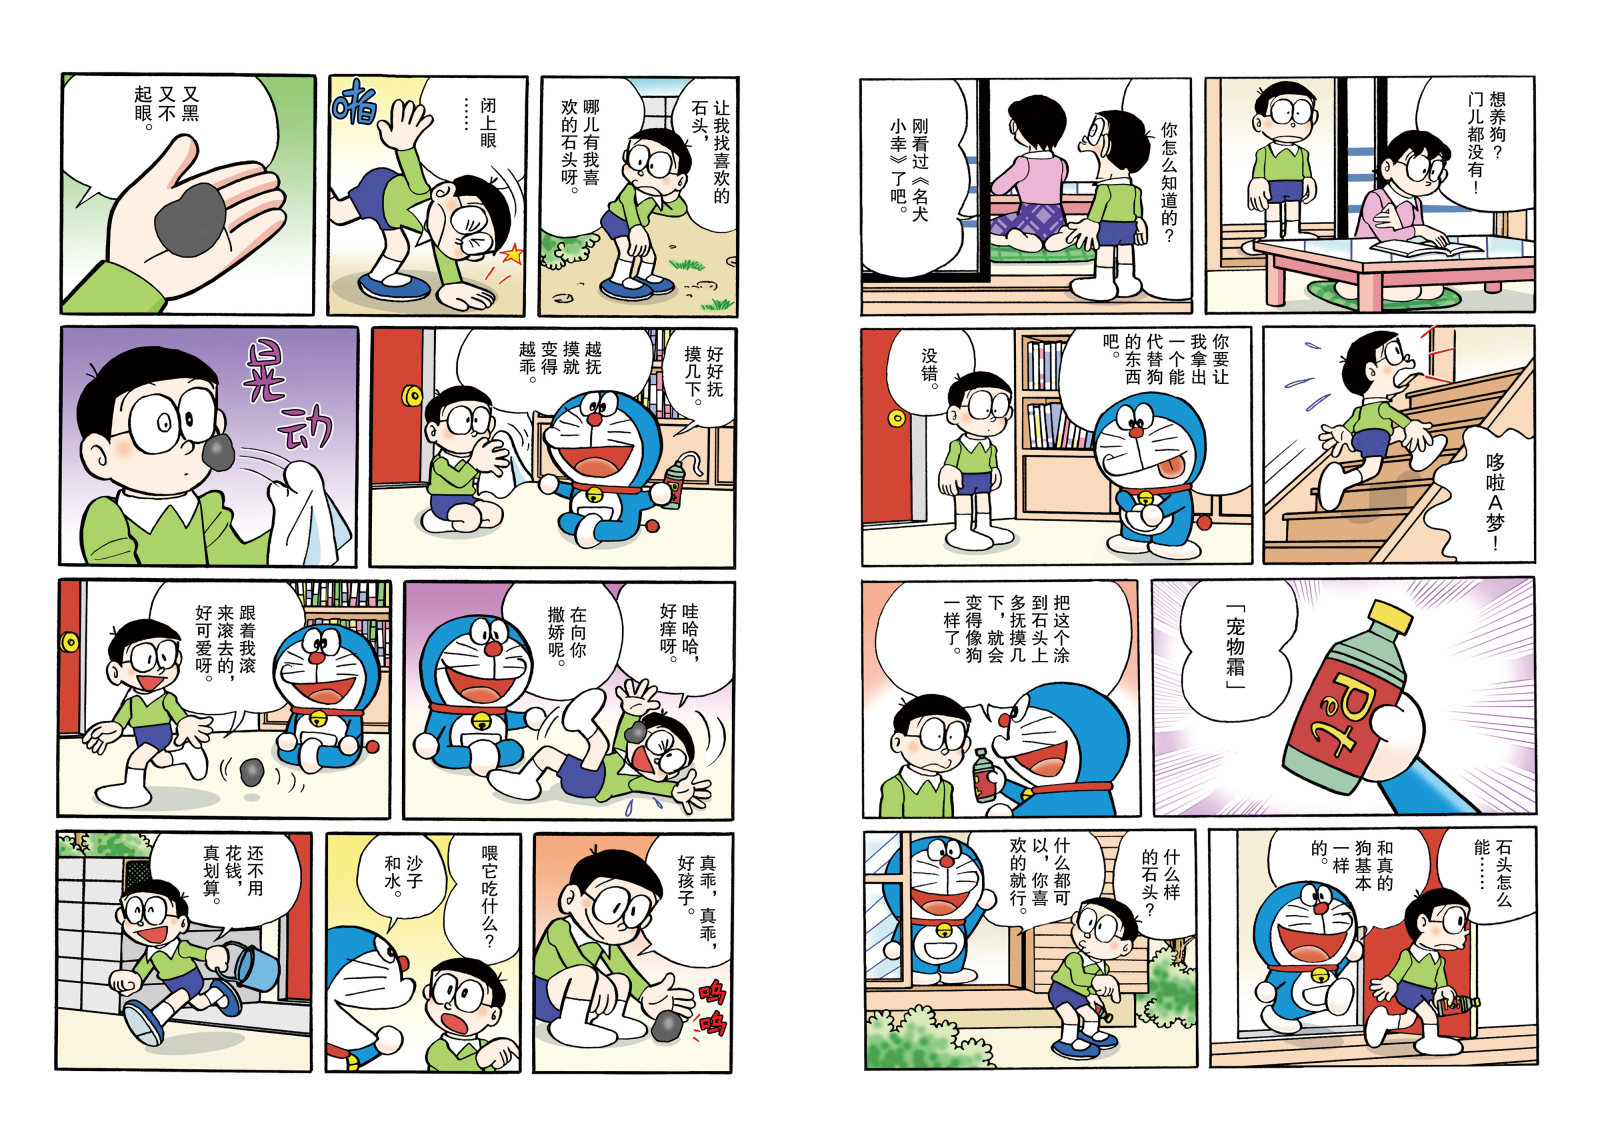 想养狗？
门儿都没有！
你怎么知道的？
刚看过《名犬
小幸》了吧。
哆啦A梦！
你要让
我拿出
一个能
代替狗
的东西
吧。
没错。
「宠物霜」
Pet
把这个涂
到石头上
多抚摸几
下，就会
变得像狗
一样了。
石头怎么
能……
和真的
狗基本
一样
的。
什么样
的石头？
什么都可
以，你喜
欢的就行。
让我找喜欢的
石头，
哪儿有我喜
欢的石头呀。
闭上眼
……
啪
又黑
又不
起眼。
好好抚
摸几下。
越抚
摸就
变得
越乖。
晃动
哇哈哈，
好痒呀。
在向你
撒娇呢。
跟着我滚
来滚去的，
好可爱呀。
真乖，真乖，
好孩子。
呜呜
喂它吃什么？
沙子
和水。
还不用
花钱，
真划算。